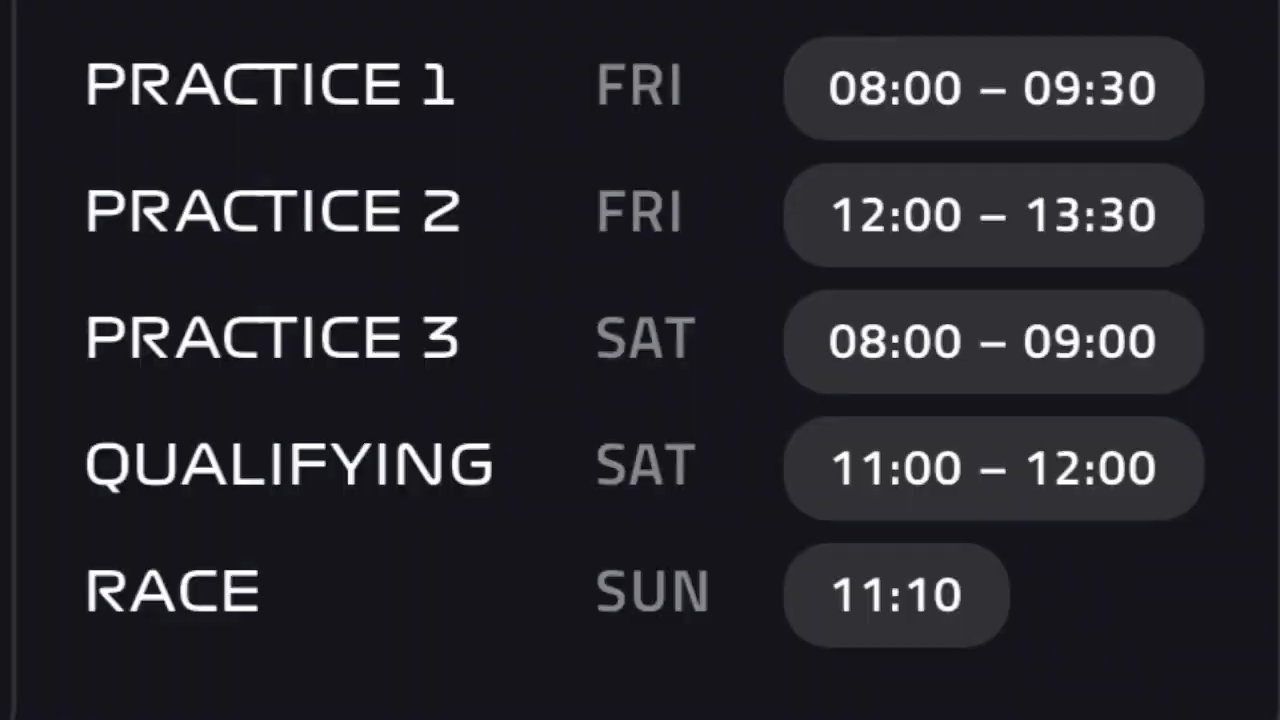 PRACTICE 1 FRI 08:00 – 09:30
PRACTICE 2 FRI 12:00 – 13:30
PRACTICE 3 SAT 08:00 – 09:00
QUALIFYING SAT 11:00 – 12:00
RACE SUN 11:10